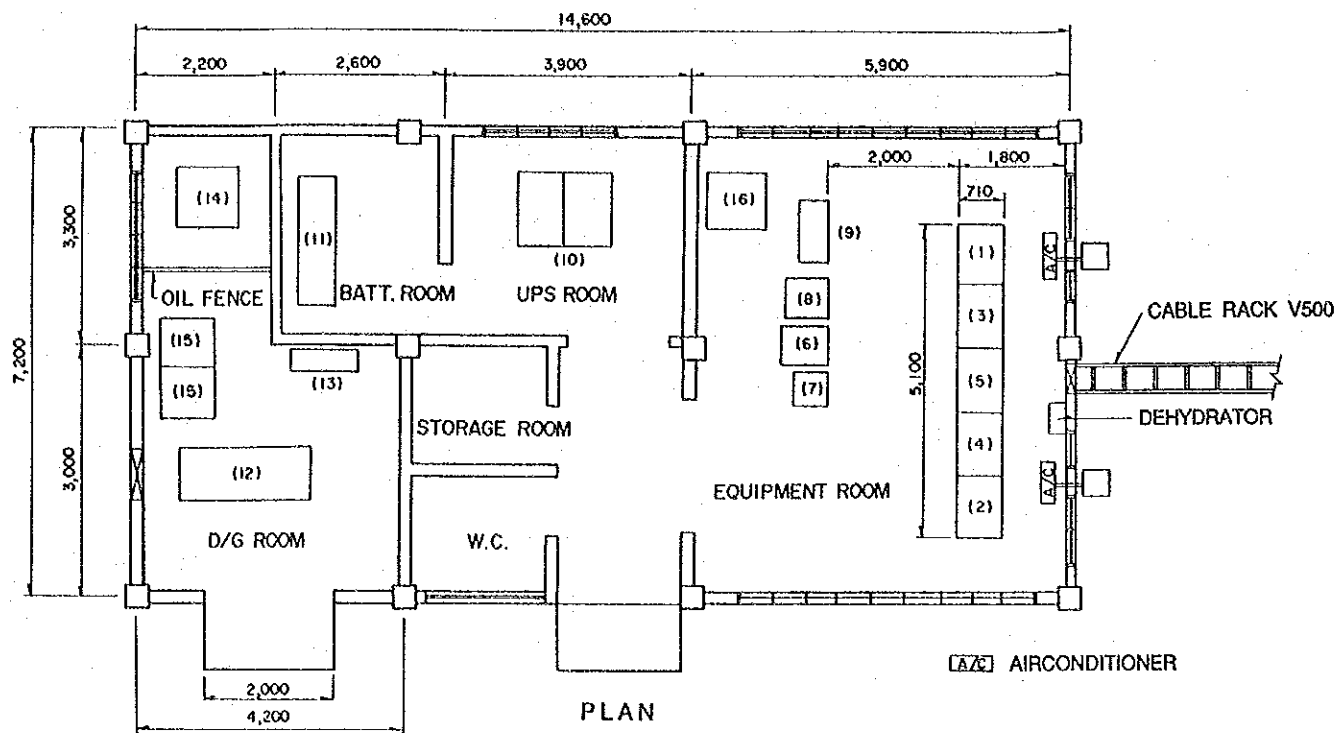 14,600
2,200
2,600
3,900
5,900
2,000
1,800
710
(14)
(11)
(10)
(16)
(9)
(1)
A/C
3,300
7,200
OIL FENCE
BATT. ROOM
UPS ROOM
(8)
(3)
CABLE RACK V500
(15)
(13)
(6)
(15)
(7)
5,100
(5)
DEHYDRATOR
STORAGE ROOM
(4)
3,000
(12)
EQUIPMENT ROOM
A/C
(2)
D/G ROOM
W.C.
A/C AIRCONDITIONER
2,000
4,200
PLAN